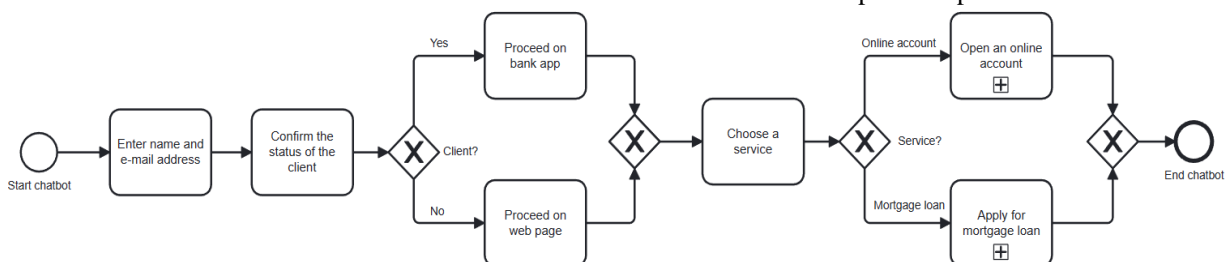 Start chatbot
Enter name and
e-mail address
Confirm the
status of the
client
Client?
Yes
Proceed on
bank app
No
Proceed on
web page
Choose a
service
Service?
Online account
Open an online
account
Mortgage loan
Apply for
mortgage loan
End chatbot